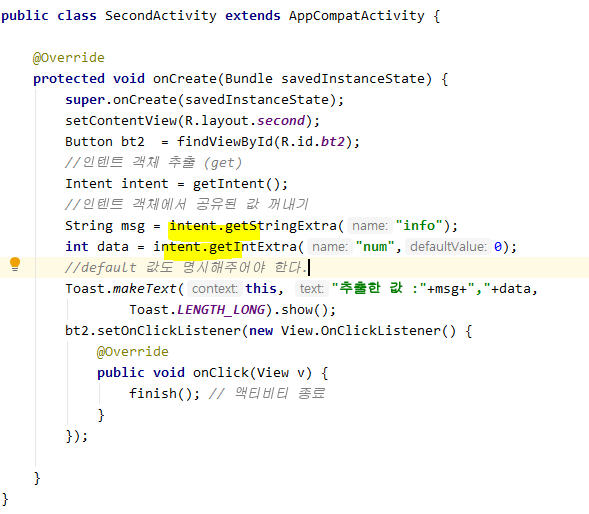 public class SecondActivity extends AppCompatActivity {
@Override
protected void onCreate(Bundle savedInstanceState) {
super.onCreate(savedInstanceState);
setContentView(R.layout.second);
Button bt2  = findViewById(R.id.bt2);
//인텐트 객체 추출 (get)
Intent intent = getIntent();
//인텐트 객체에서 공유된 값 꺼내기
String msg = intent.getStringExtra( name: "info");
int data = intent.getIntExtra( name: "num", defaultValue: 0);
//default 값도 명시해주어야 한다.
Toast.makeText( context: this, text: "추출한 값 :"+msg+","+data,
Toast.LENGTH_LONG).show();
bt2.setOnClickListener(new View.OnClickListener() {
@Override
public void onClick(View v) {
finish(); // 액티비티 종료
}
});
}
}